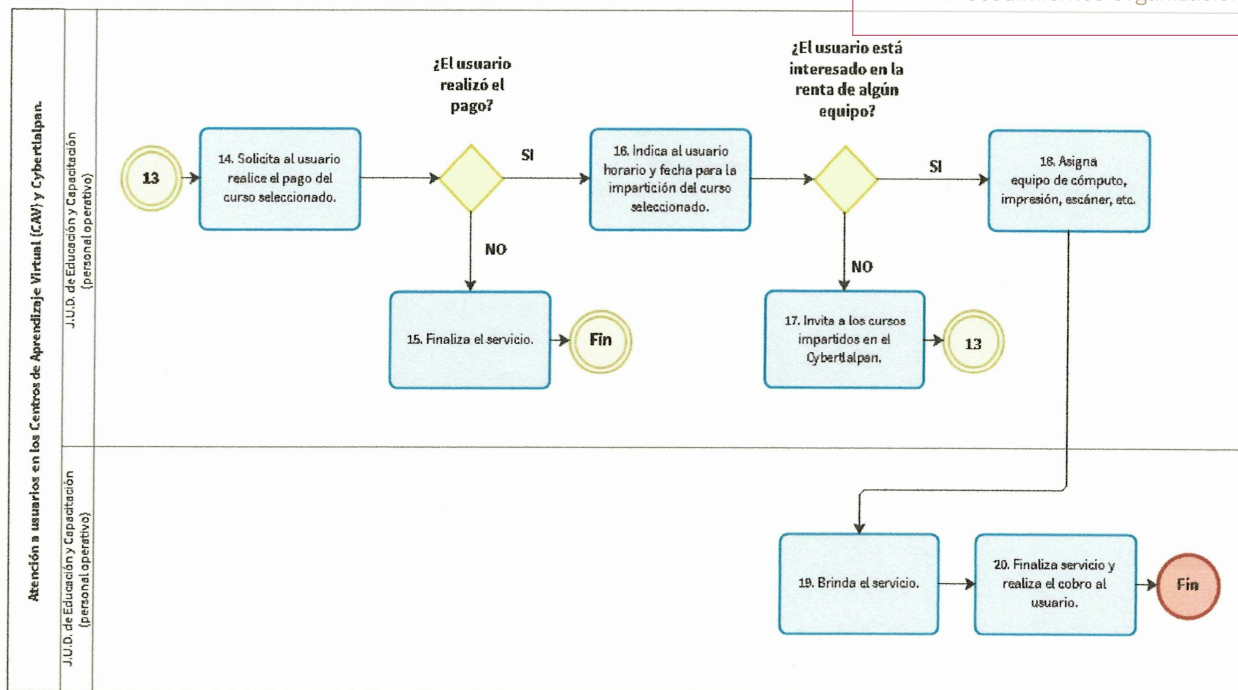 Atención a usuarios en los Centros de Aprendizaje Virtual (CAV) y Cybertlalpan.
J.U.D. de Educación y Capacitación
(personal operativo)
¿El usuario
realizó el
pago?
¿El usuario está
interesado en la
renta de algún
equipo?
13
14. Solicita al usuario
realice el pago del
curso seleccionado.
SI
16. Indica al usuario
horario y fecha para la
impartición del curso
seleccionado.
SI
18. Asigna
equipo de cómputo,
impresión, escáner, etc.
NO
15. Finaliza el servicio.
Fin
NO
17. Invita a los cursos
impartidos en el
Cybertlalpan.
13
J.U.D. de Educación y Capacitación
(personal operativo)
19. Brinda el servicio.
20. Finaliza servicio y
realiza el cobro al
usuario.
Fin